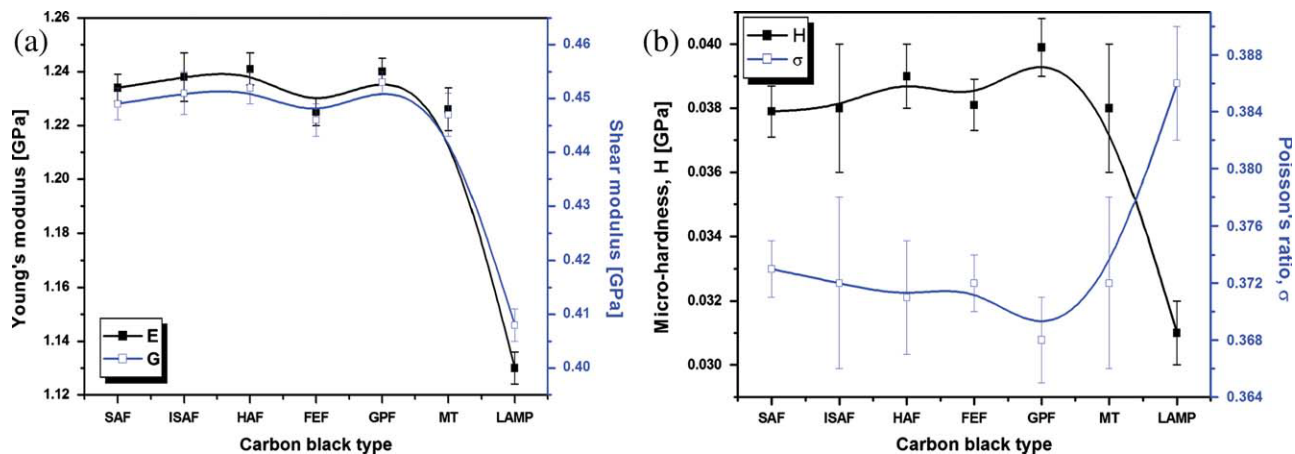 (a)
1.26
1.24
1.22
1.20
1.18
1.16
1.14
1.12
Young's modulus [GPa]
0.46
0.45
0.44
0.43
0.42
0.41
0.40
Shear modulus [GPa]
E
G
SAF ISAF HAF FEF GPF MT LAMP
Carbon black type
(b)
0.040
0.038
0.036
0.034
0.032
0.030
Micro-hardness, H [GPa]
H
σ
0.388
0.384
0.380
0.376
0.372
0.368
0.364
Poisson's ratio, σ
SAF ISAF HAF FEF GPF MT LAMP
Carbon black type